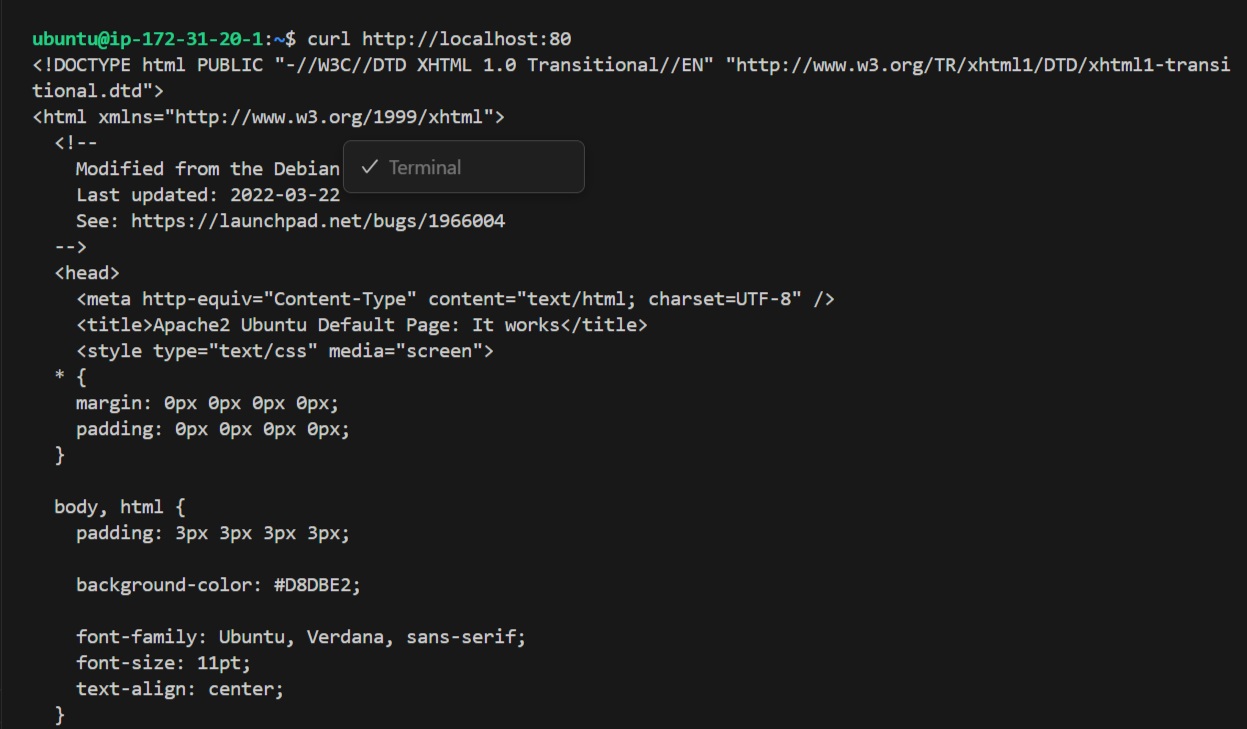 ubuntu@ip-172-31-20-1:~$ curl http://localhost:80
<!DOCTYPE html PUBLIC "-//W3C//DTD XHTML 1.0 Transitional//EN" "http://www.w3.org/TR/xhtml1/DTD/xhtml1-transi
tional.dtd">
<html xmlns="http://www.w3.org/1999/xhtml">
  <!--
    Modified from the Debian
✓ Terminal
    Last updated: 2022-03-22
    See: https://launchpad.net/bugs/1966004
  -->
  <head>
    <meta http-equiv="Content-Type" content="text/html; charset=UTF-8" />
    <title>Apache2 Ubuntu Default Page: It works</title>
    <style type="text/css" media="screen">
  * {
    margin: 0px 0px 0px 0px;
    padding: 0px 0px 0px 0px;
  }

  body, html {
    padding: 3px 3px 3px 3px;

    background-color: #D8DBE2;

    font-family: Ubuntu, Verdana, sans-serif;
    font-size: 11pt;
    text-align: center;
  }